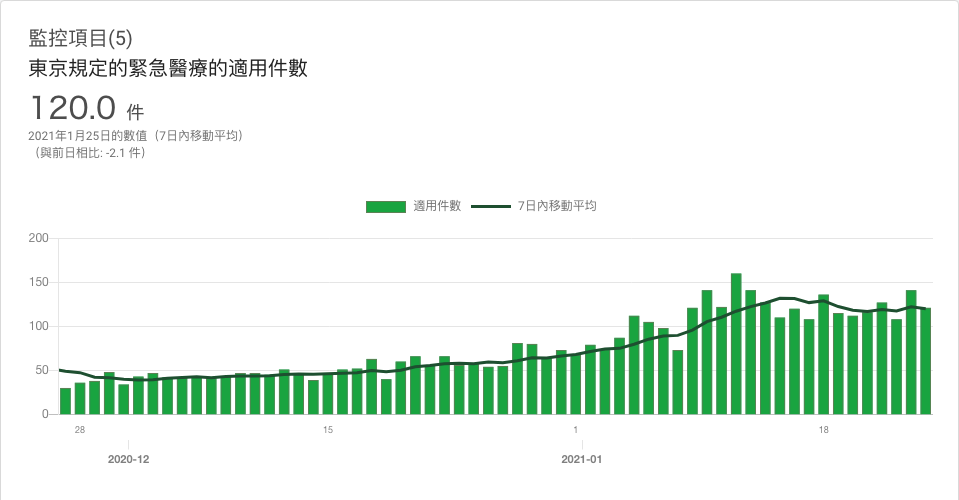 監控項目(5)
東京規定的緊急醫療的適用件數
120.0 件
2021年1月25日的數值（7日內移動平均）
（與前日相比: -2.1 件）
適用件數 7日內移動平均
200
150
100
50
0
28 15 1 18
2020-12 2021-01